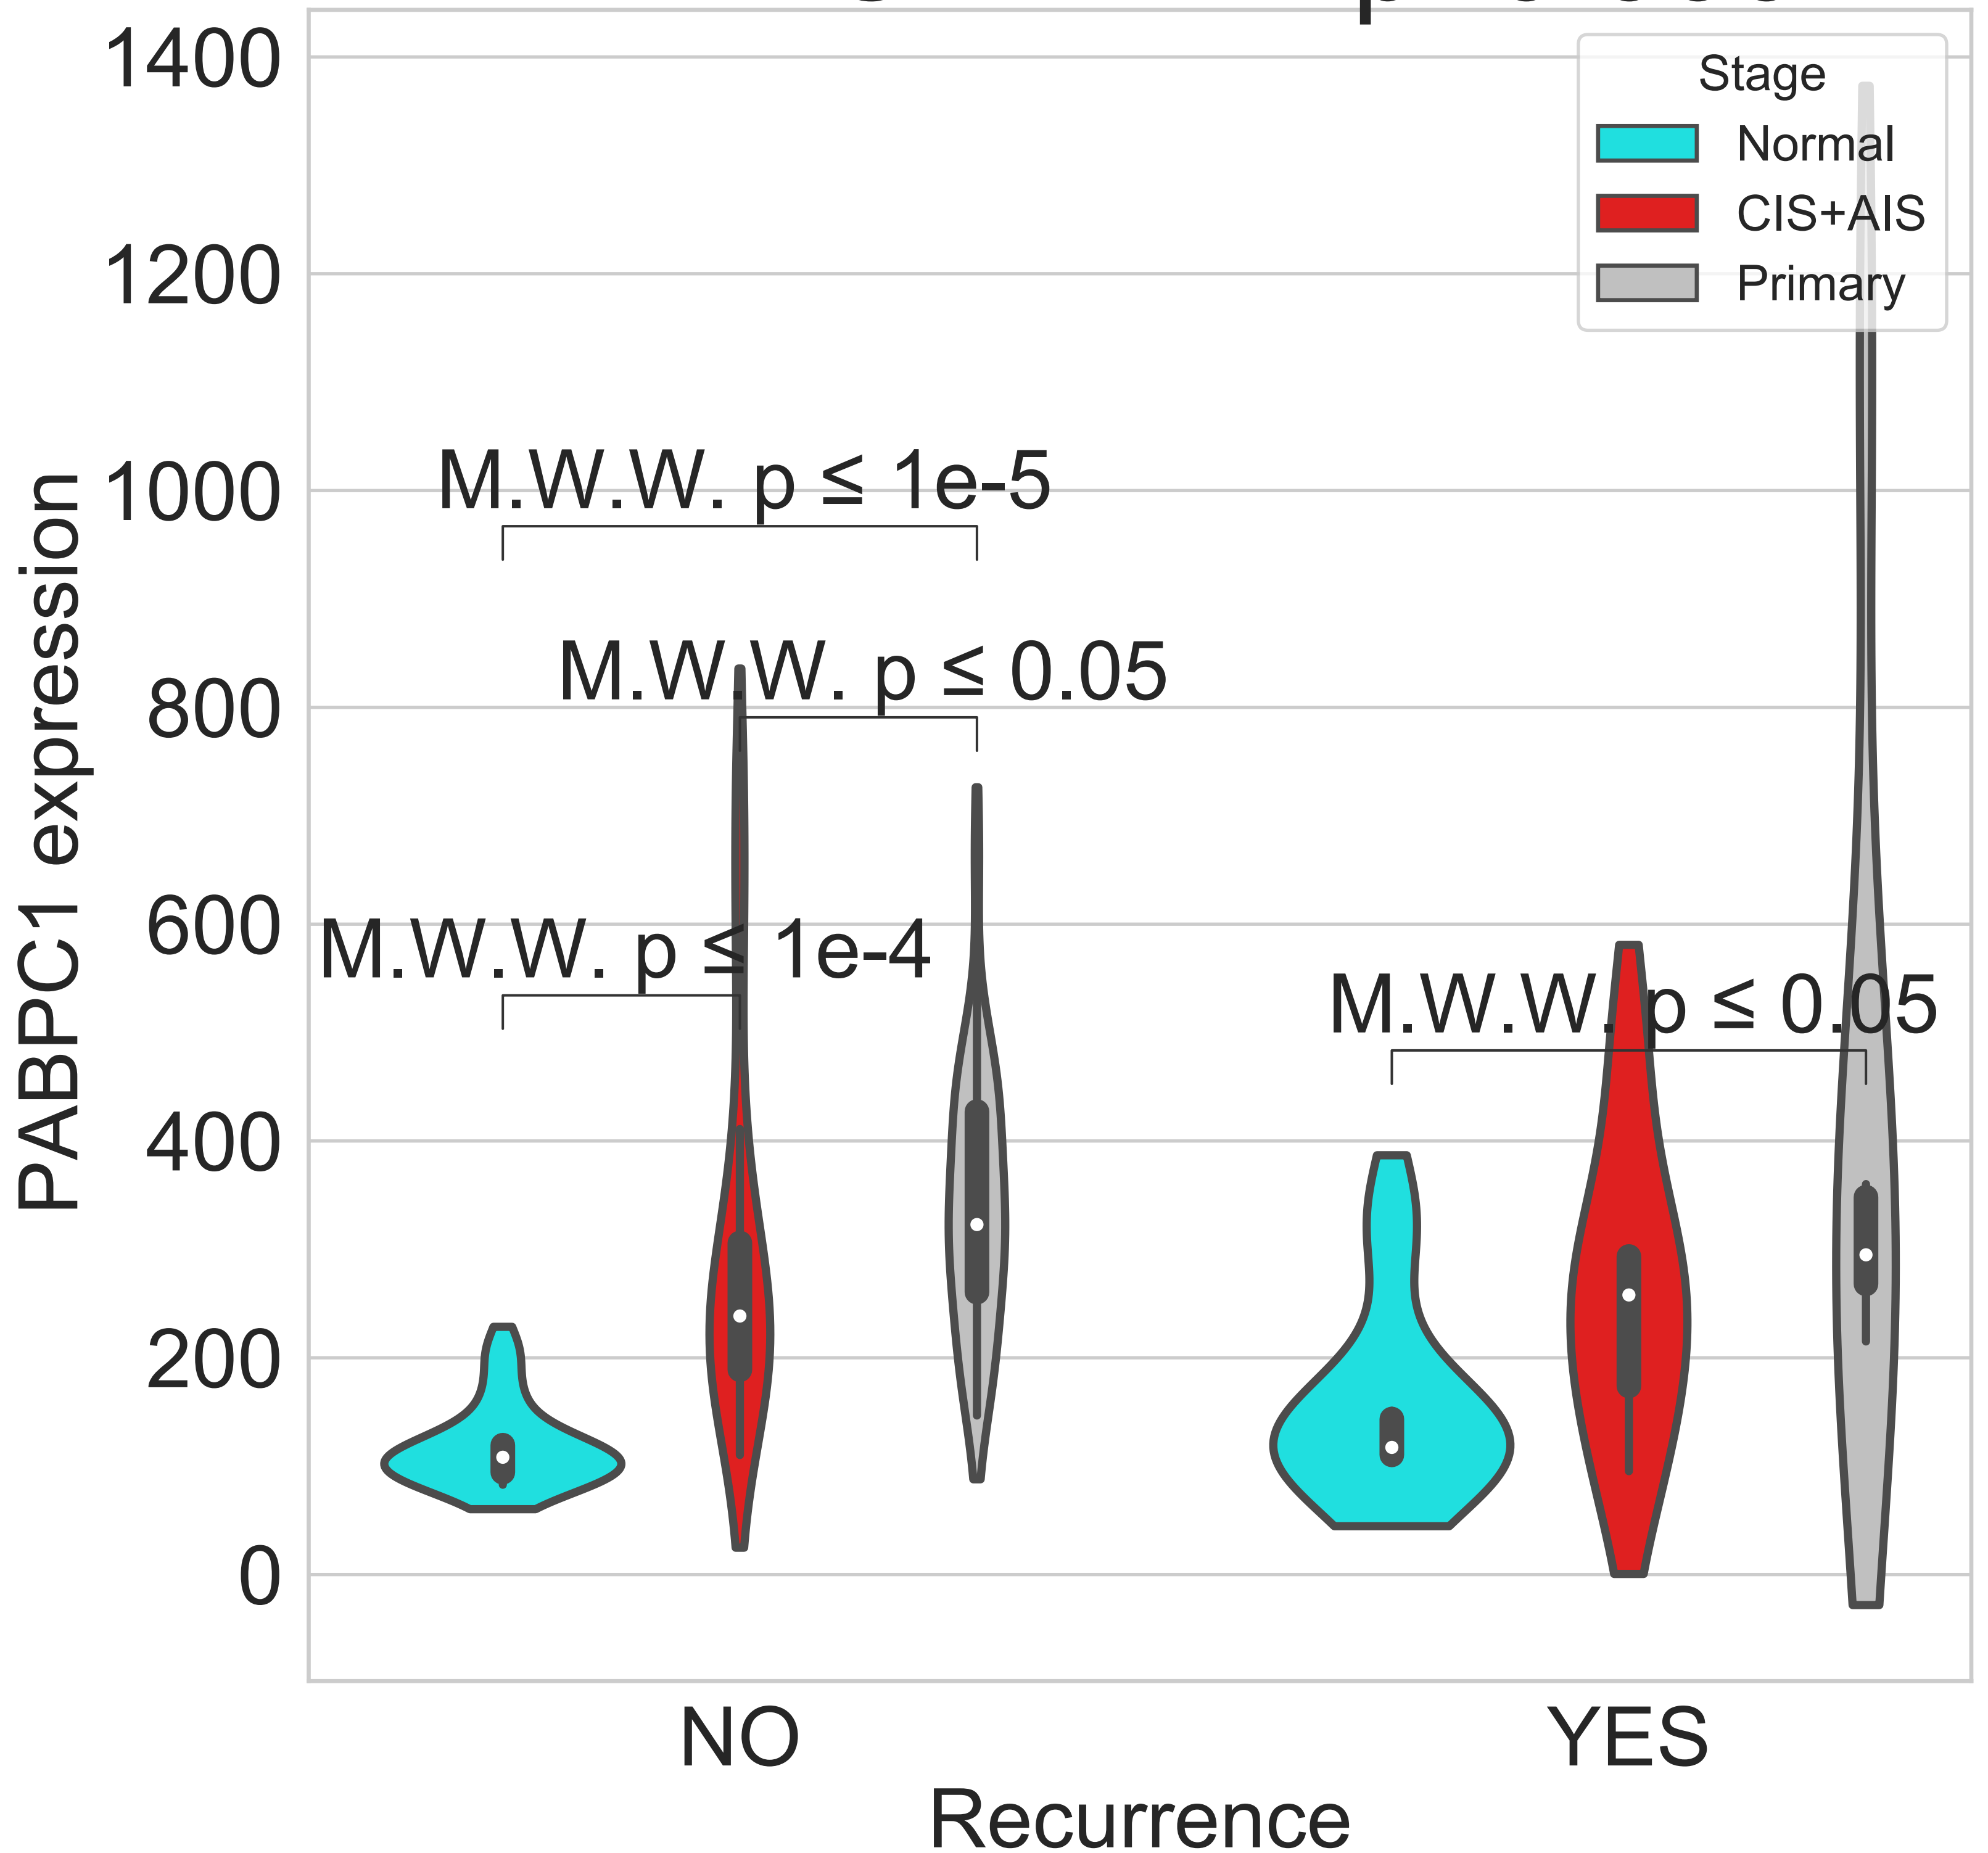 1400
1200
1000
800
600
400
200
0
PABPC1 expression
Stage
Normal
CIS+AIS
Primary
M.W.W. p ≤ 1e-5
M.W.W. p ≤ 0.05
M.W.W. p ≤ 1e-4
M.W.W. p ≤ 0.05
NO
YES
Recurrence